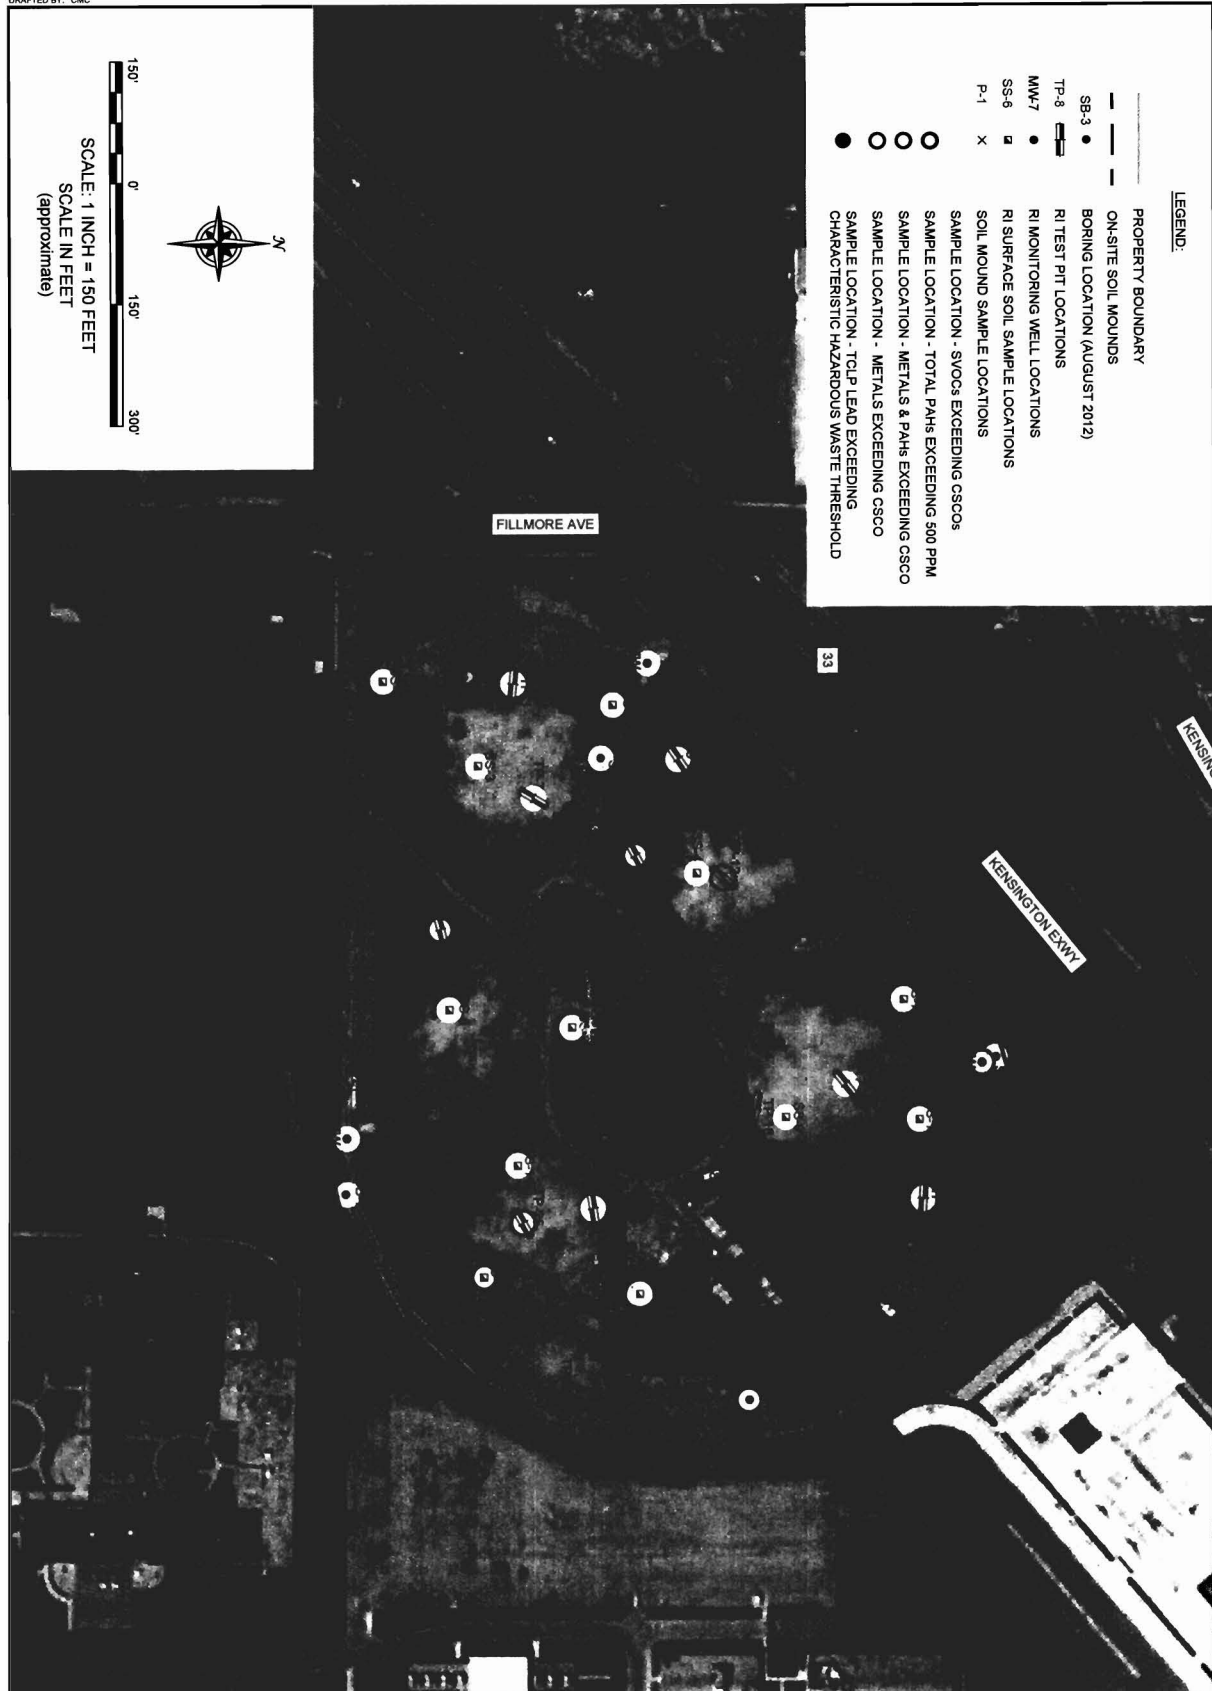 DRAFTED BY: CMC
LEGEND:
PROPERTY BOUNDARY
ON-SITE SOIL MOUNDS
SB-3 BORING LOCATION (AUGUST 2012)
TP-8 RI TEST PIT LOCATIONS
MW-7 RI MONITORING WELL LOCATIONS
SS-6 RI SURFACE SOIL SAMPLE LOCATIONS
P-1 SOIL MOUND SAMPLE LOCATIONS
SAMPLE LOCATION - SVOCs EXCEEDING CSCOs
SAMPLE LOCATION - TOTAL PAHs EXCEEDING 500 PPM
SAMPLE LOCATION - METALS & PAHs EXCEEDING CSCO
SAMPLE LOCATION - METALS EXCEEDING CSCO
SAMPLE LOCATION - TCLP LEAD EXCEEDING
CHARACTERISTIC HAZARDOUS WASTE THRESHOLD
N
150' 0' 150' 300'
SCALE: 1 INCH = 150 FEET
SCALE IN FEET
(approximate)
FILLMORE AVE
33
KENSING
KENSINGTON EXWY